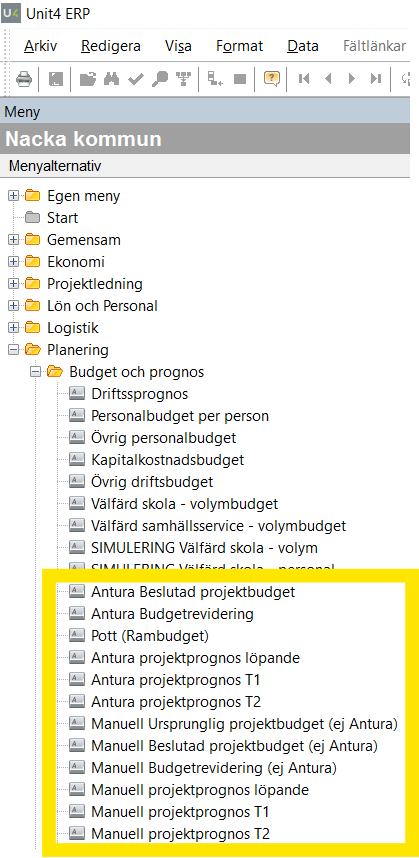 U4 Unit4 ERP
Arkiv Redigera Visa Format Data Fältlänkar
Meny
Nacka kommun
Menyalternativ
Egen meny
Start
Gemensam
Ekonomi
Projektledning
Lön och Personal
Logistik
Planering
Budget och prognos
Driftssprognos
Personalbudget per person
Övrig personalbudget
Kapitalkostnadsbudget
Övrig driftsbudget
Välfärd skola - volymbudget
Välfärd samhällsservice - volymbudget
SIMULERING Välfärd skola - volym
SIMULERING Välfärd skola - personal
Antura Beslutad projektbudget
Antura Budgetrevidering
Pott (Rambudget)
Antura projektprognos löpande
Antura projektprognos T1
Antura projektprognos T2
Manuell Ursprunglig projektbudget (ej Antura)
Manuell Beslutad projektbudget (ej Antura)
Manuell Budgetrevidering (ej Antura)
Manuell projektprognos löpande
Manuell projektprognos T1
Manuell projektprognos T2